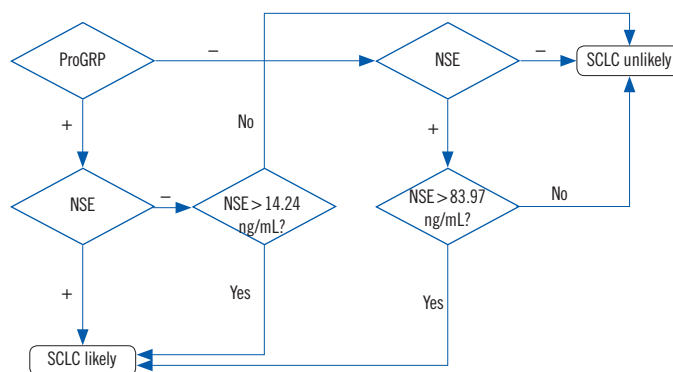 ProGRP
–
NSE
–
SCLC unlikely
+
No
+
NSE
–
NSE > 14.24
ng/mL?
NSE > 83.97
ng/mL?
No
+
Yes
Yes
SCLC likely